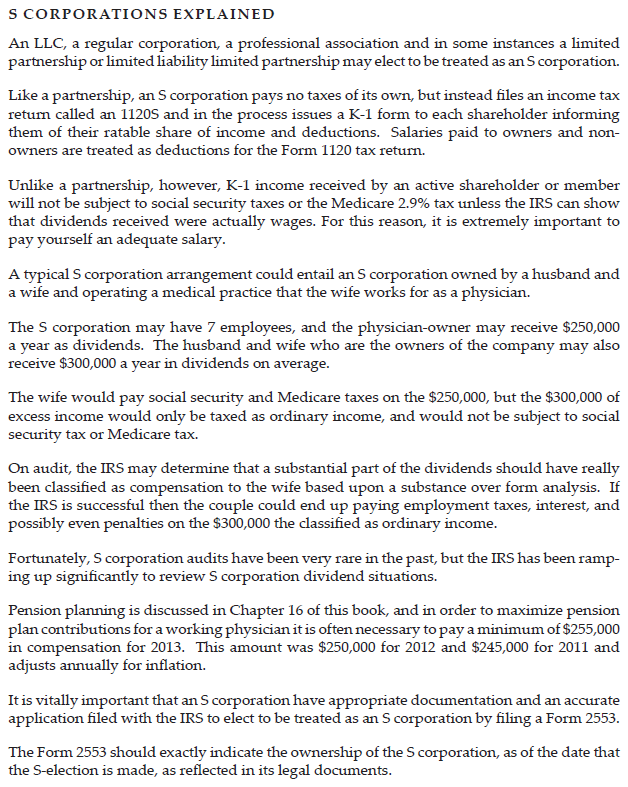 S CORPORATIONS EXPLAINED
An LLC, a regular corporation, a professional association and in some instances a limited
partnership or limited liability limited partnership may elect to be treated as an S corporation.
Like a partnership, an S corporation pays no taxes of its own, but instead files an income tax
return called an 1120S and in the process issues a K-1 form to each shareholder informing
them of their ratable share of income and deductions. Salaries paid to owners and non-
owners are treated as deductions for the Form 1120 tax return.
Unlike a partnership, however, K-1 income received by an active shareholder or member
will not be subject to social security taxes or the Medicare 2.9% tax unless the IRS can show
that dividends received were actually wages. For this reason, it is extremely important to
pay yourself an adequate salary.
A typical S corporation arrangement could entail an S corporation owned by a husband and
a wife and operating a medical practice that the wife works for as a physician.
The S corporation may have 7 employees, and the physician-owner may receive $250,000
a year as dividends. The husband and wife who are the owners of the company may also
receive $300,000 a year in dividends on average.
The wife would pay social security and Medicare taxes on the $250,000, but the $300,000 of
excess income would only be taxed as ordinary income, and would not be subject to social
security tax or Medicare tax.
On audit, the IRS may determine that a substantial part of the dividends should have really
been classified as compensation to the wife based upon a substance over form analysis. If
the IRS is successful then the couple could end up paying employment taxes, interest, and
possibly even penalties on the $300,000 the classified as ordinary income.
Fortunately, S corporation audits have been very rare in the past, but the IRS has been ramp-
ing up significantly to review S corporation dividend situations.
Pension planning is discussed in Chapter 16 of this book, and in order to maximize pension
plan contributions for a working physician it is often necessary to pay a minimum of $255,000
in compensation for 2013. This amount was $250,000 for 2012 and $245,000 for 2011 and
adjusts annually for inflation.
It is vitally important that an S corporation have appropriate documentation and an accurate
application filed with the IRS to elect to be treated as an S corporation by filing a Form 2553.
The Form 2553 should exactly indicate the ownership of the S corporation, as of the date that
the S-election is made, as reflected in its legal documents.